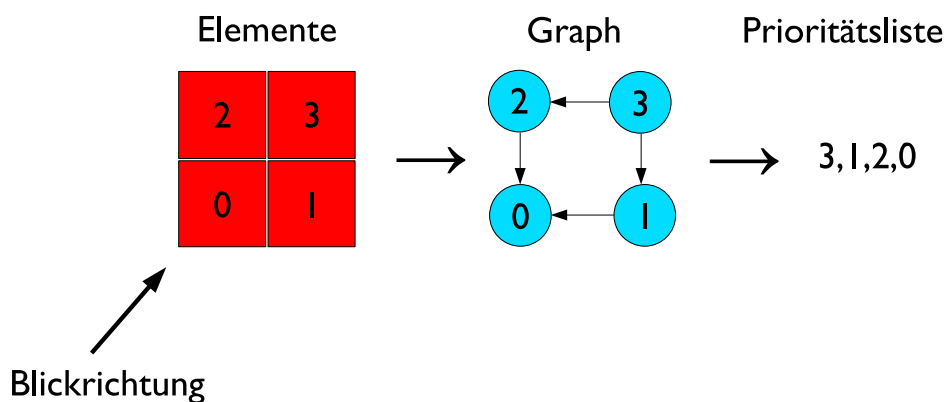 Elemente
Graph
Prioritätsliste
2 3
0 1
2 3
0 1
3,1,2,0
Blickrichtung